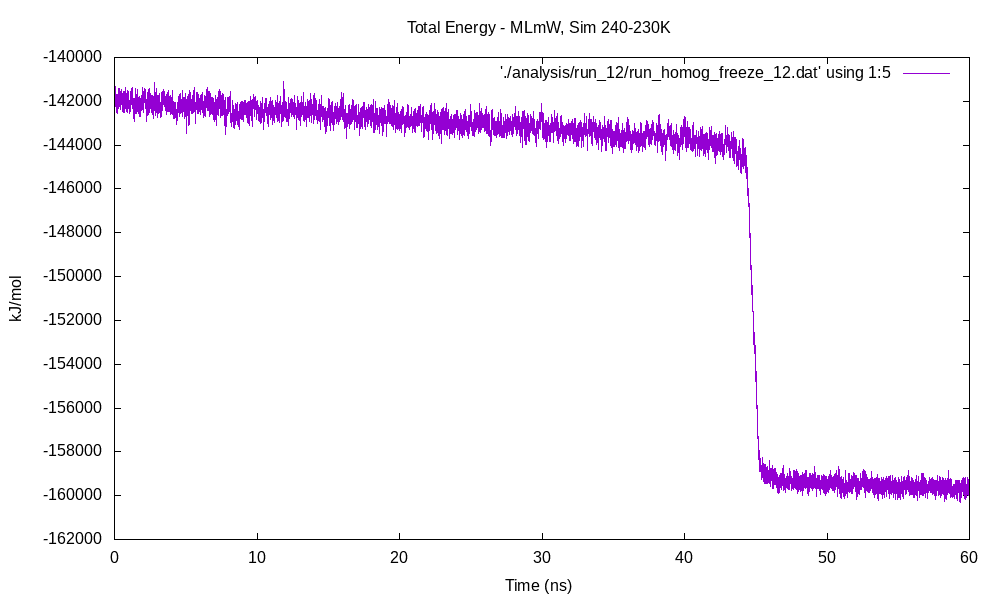 Total Energy - MLmW, Sim 240-230K
'./analysis/run_12/run_homog_freeze_12.dat' using 1:5
-140000
-142000
-144000
-146000
-148000
-150000
-152000
-154000
-156000
-158000
-160000
-162000
kJ/mol
0 10 20 30 40 50 60
Time (ns)